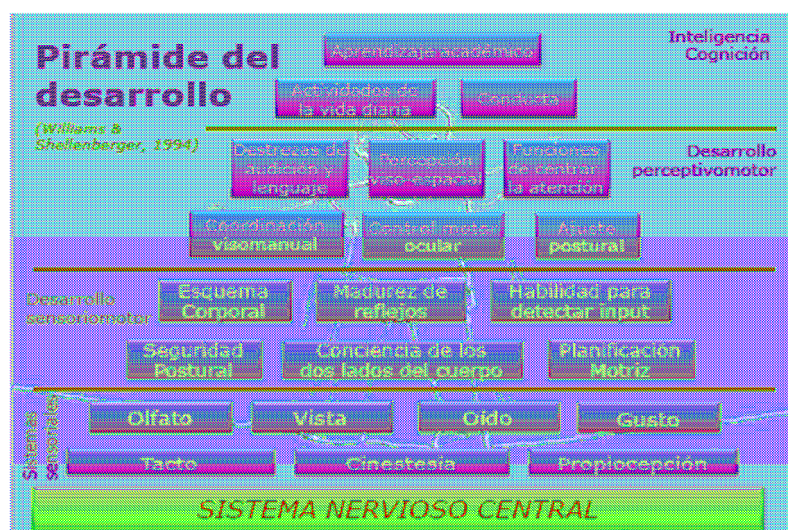 Pirámide del
desarrollo
(Williams &
Shellenberger, 1994)
Inteligencia
Cognición
Aprendizaje académico
Actividades de
la vida diaria
Conducta
Destrezas de
audición y
lenguaje
Percepción
viso-espacial
Funciones
de centrar
la atención
Desarrollo
perceptivomotor
Coordinación
visomanual
Control motor
ocular
Ajuste
postural
Desarrollo
sensoriomotor
Esquema
Corporal
Madurez de
reflejos
Habilidad para
detectar input
Seguridad
Postural
Conciencia de los
dos lados del cuerpo
Planificación
Motriz
Sistemas
sensoriales
Olfato
Vista
Oído
Gusto
Tacto
Cinestesia
Propiocepción
SISTEMA NERVIOSO CENTRAL